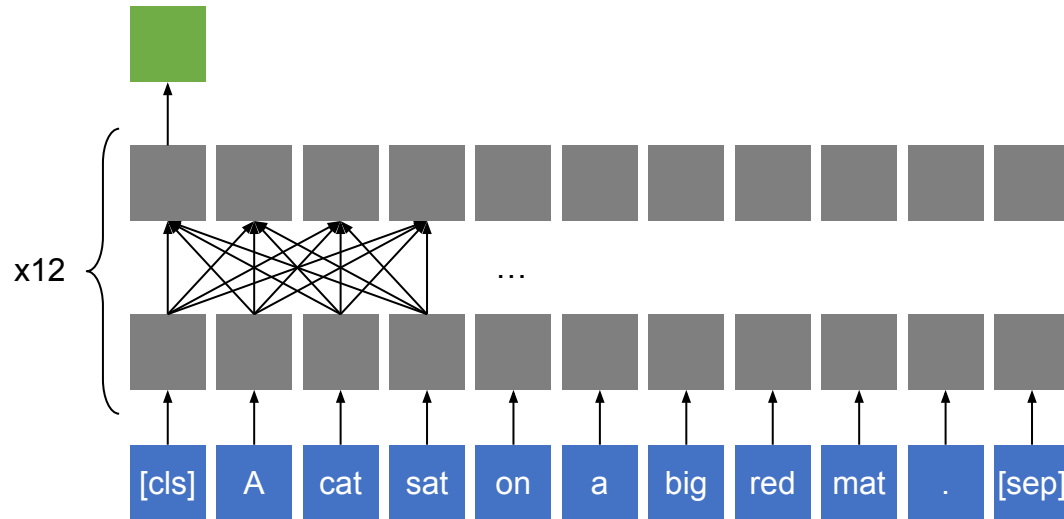 x12
...
[cls] A cat sat on a big red mat . [sep]